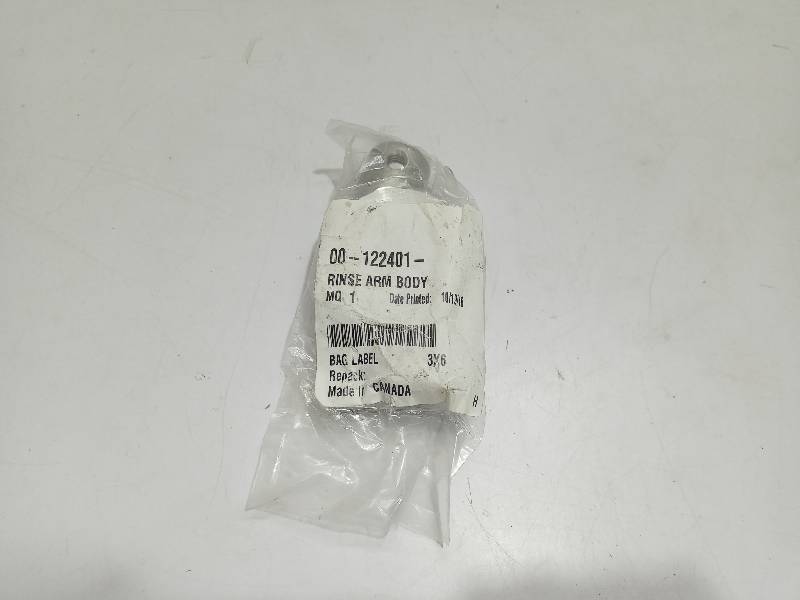 00-122401-
RINSE ARM BODY
MQ 1 Date Printed:
BAG LABEL 3X6
Repack:
Made in CANADA
H